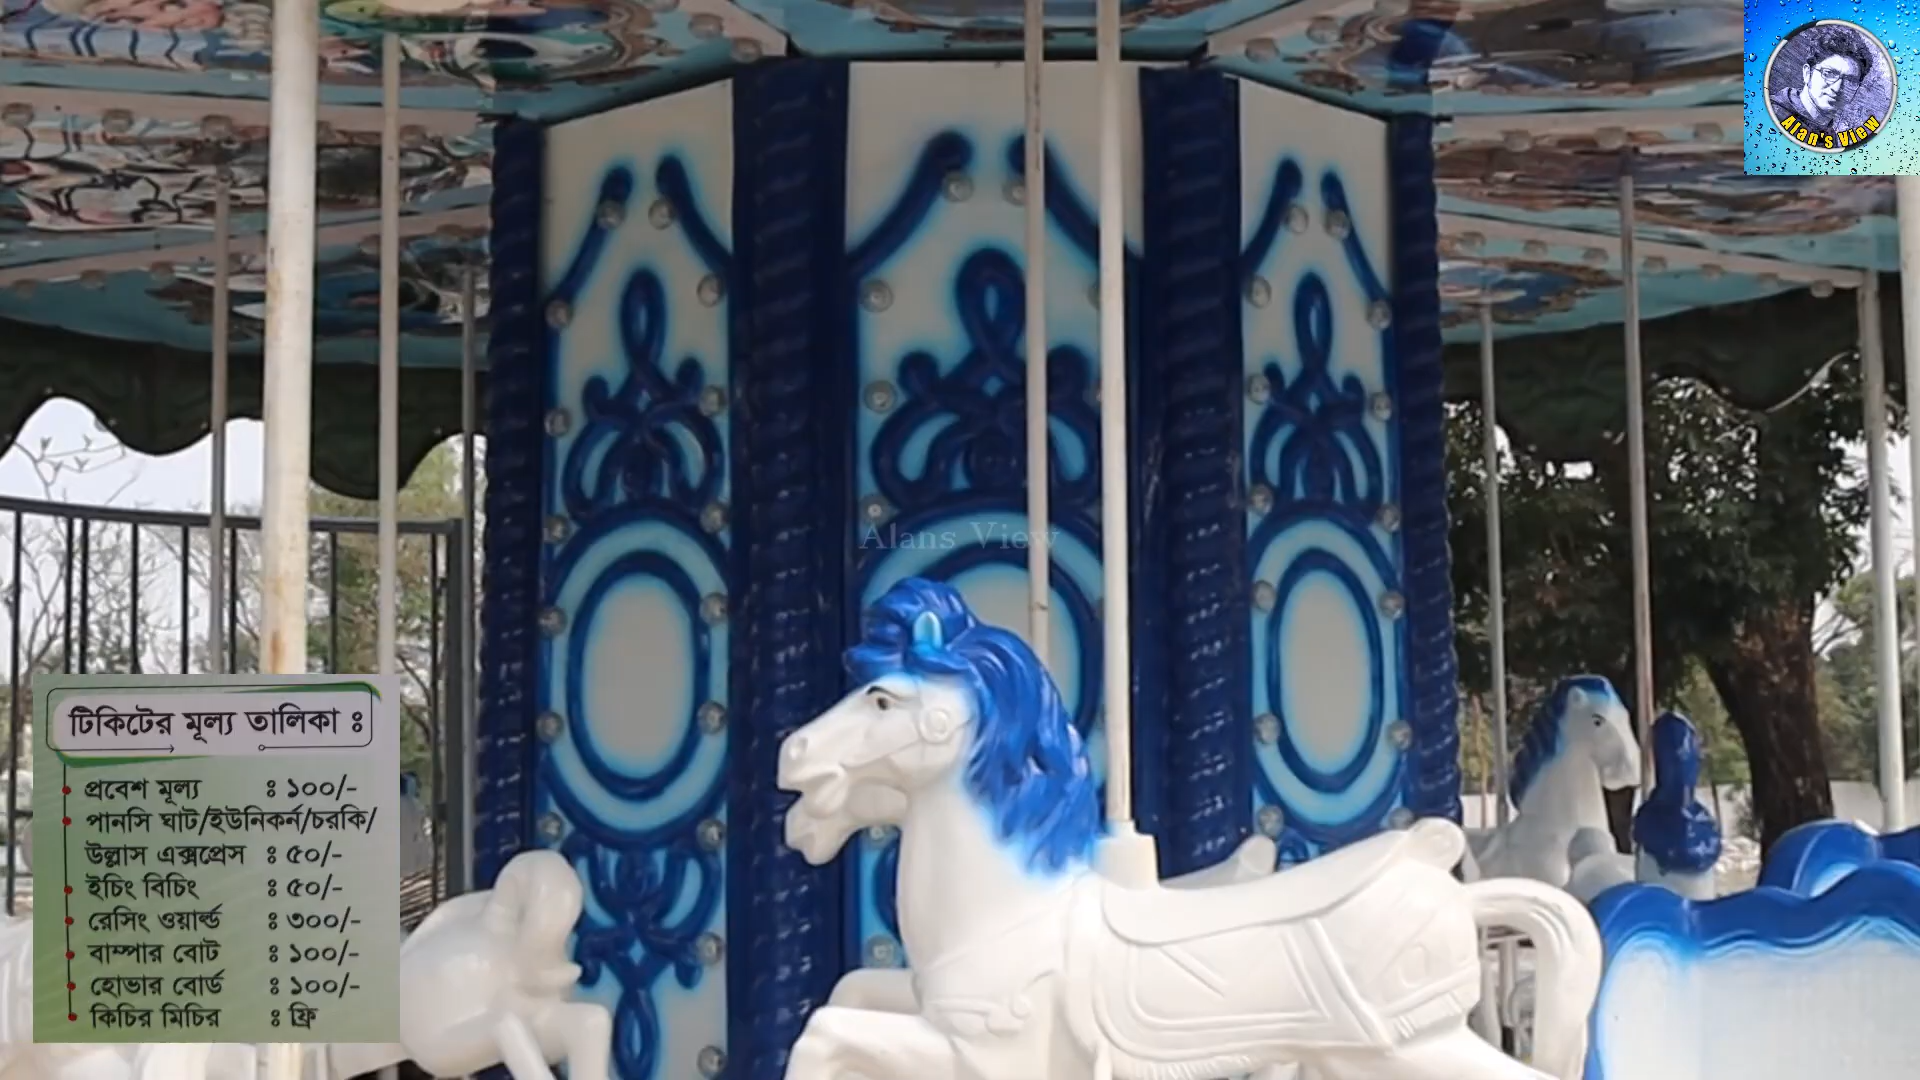 Alan's View
Alans View
টিকিটের মূল্য তালিকা ঃ
প্রবেশ মূল্য ঃ ১০০/-
পানসি ঘাট/ইউনিকর্ন/চরকি/
উল্লাস এক্সপ্রেস ঃ ৫০/-
ইচিং বিচিং ঃ ৫০/-
রেসিং ওয়ার্ল্ড ঃ ৩০০/-
বাম্পার বোট ঃ ১০০/-
হোভার বোর্ড ঃ ১০০/-
কিচির মিচির ঃ ফ্রি